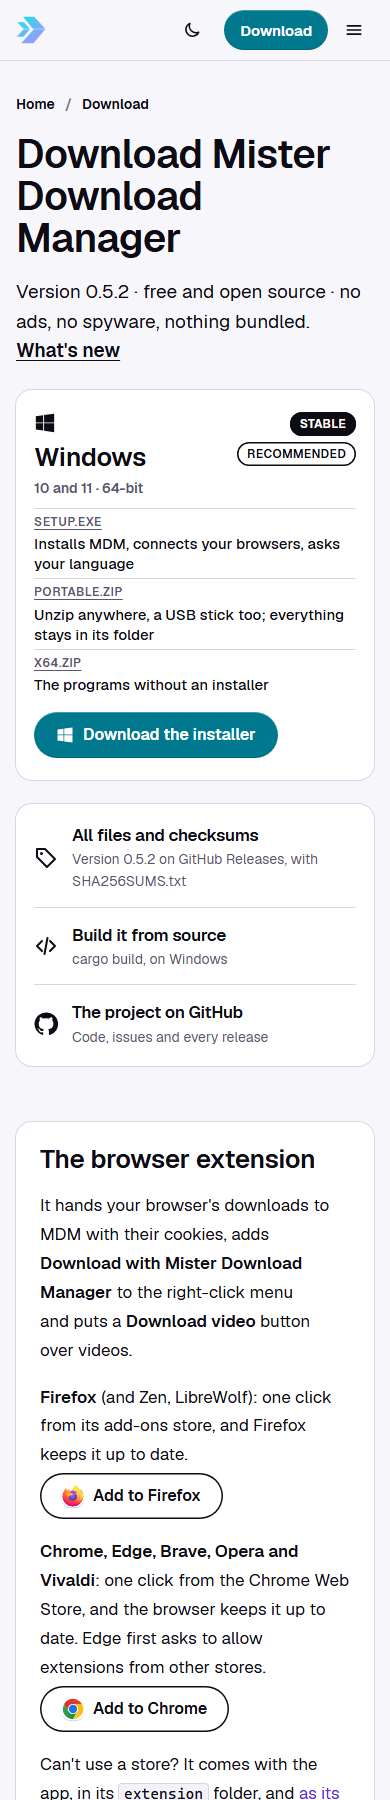 Download
Home / Download
Download Mister
Download
Manager
Version 0.5.2 · free and open source · no
ads, no spyware, nothing bundled.
What's new
STABLE
Windows
RECOMMENDED
10 and 11 · 64-bit
SETUP.EXE
Installs MDM, connects your browsers, asks
your language
PORTABLE.ZIP
Unzip anywhere, a USB stick too; everything
stays in its folder
X64.ZIP
The programs without an installer
Download the installer
All files and checksums
Version 0.5.2 on GitHub Releases, with
SHA256SUMS.txt
Build it from source
cargo build, on Windows
The project on GitHub
Code, issues and every release
The browser extension
It hands your browser's downloads to
MDM with their cookies, adds
Download with Mister Download
Manager to the right-click menu
and puts a Download video button
over videos.
Firefox (and Zen, LibreWolf): one click
from its add-ons store, and Firefox
keeps it up to date.
Add to Firefox
Chrome, Edge, Brave, Opera and
Vivaldi: one click from the Chrome Web
Store, and the browser keeps it up to
date. Edge first asks to allow
extensions from other stores.
Add to Chrome
Can't use a store? It comes with the
app, in its extension folder, and as its